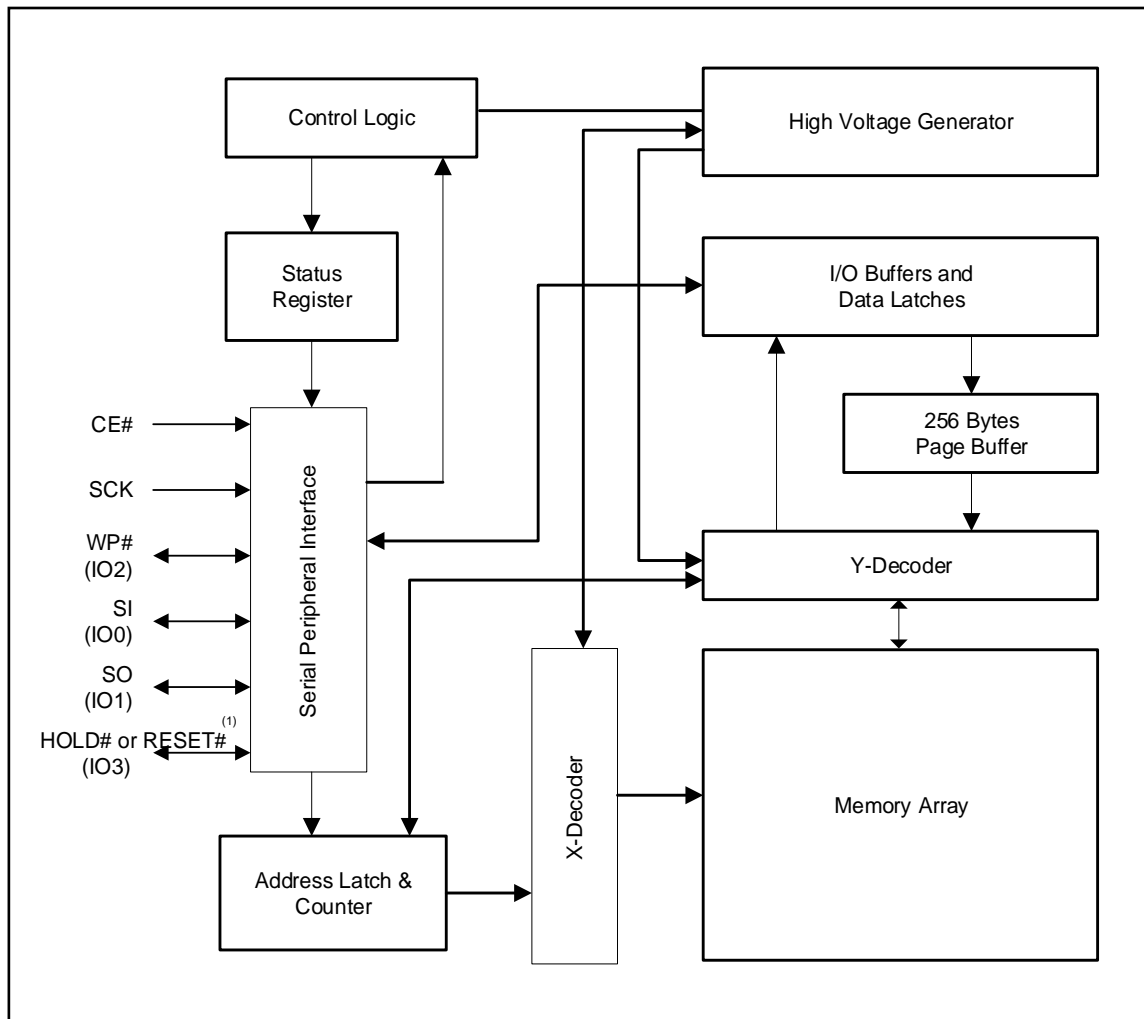 Control Logic
High Voltage Generator
Status
Register
I/O Buffers and
Data Latches
256 Bytes
Page Buffer
CE#
SCK
WP#
(IO2)
SI
(IO0)
SO
(IO1)
HOLD# or RESET# (1)
(IO3)
Serial Peripheral Interface
Y-Decoder
X-Decoder
Memory Array
Address Latch &
Counter